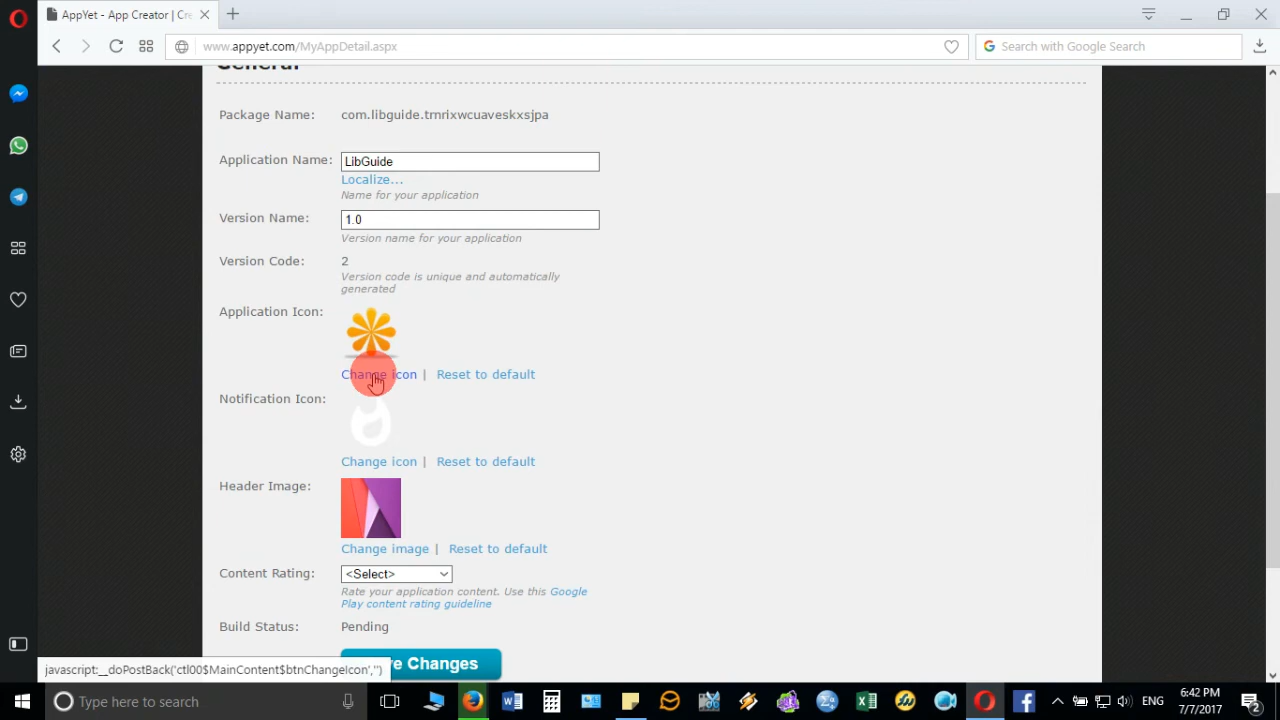 AppYet - App Creator | Cre
www.appyet.com/MyAppDetail.aspx
Search with Google Search
General
Package Name: com.libguide.tmrixwcuaveskxsjpa
Application Name: LibGuide
Localize...
Name for your application
Version Name: 1.0
Version name for your application
Version Code: 2
Version code is unique and automatically
generated
Application Icon:
Change icon | Reset to default
Notification Icon:
Change icon | Reset to default
Header Image:
Change image | Reset to default
Content Rating: <Select>
Rate your application content. Use this Google
Play content rating guideline
Build Status: Pending
Changes
javascript:__doPostBack('ctl00$MainContent$btnChangeIcon','')
Type here to search
ENG
6:42 PM
7/7/2017
2